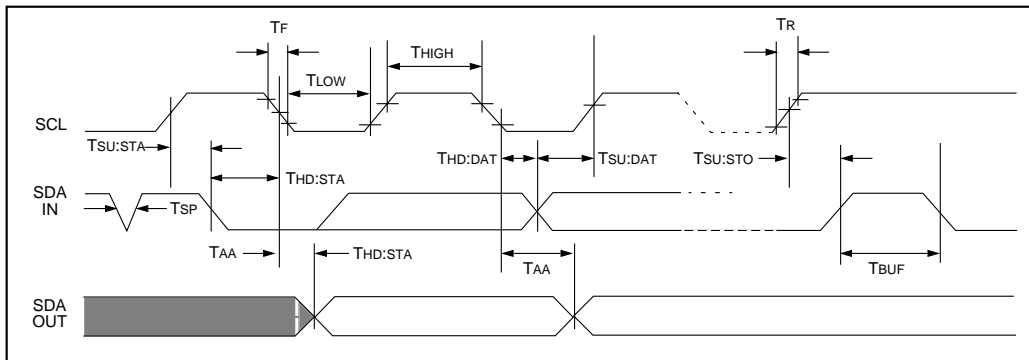 TF
TR
THIGH
TLOW
SCL
TSU:STA
THD:DAT
TSU:DAT
TSU:STO
THD:STA
SDA
IN
TSP
TAA
THD:STA
TAA
TBUF
SDA
OUT